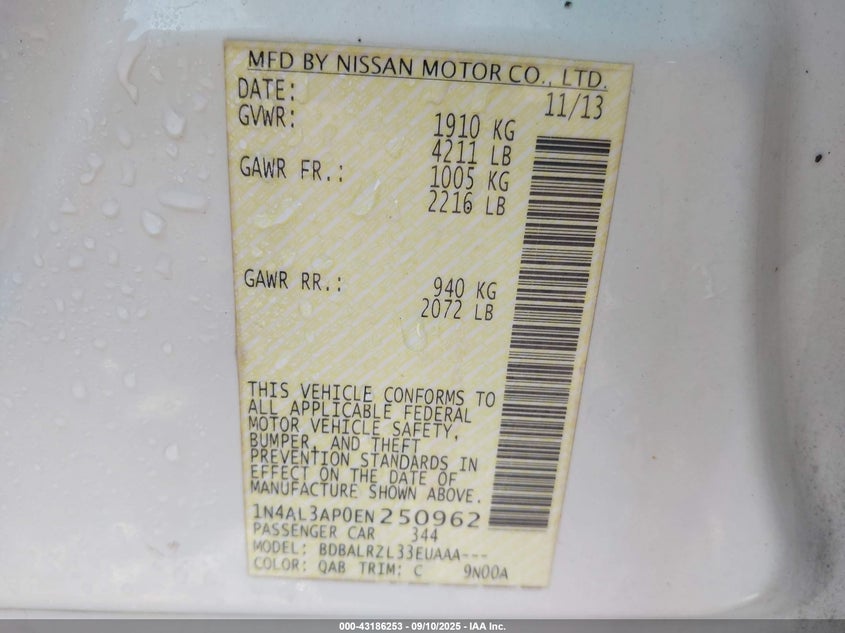 MFD BY NISSAN MOTOR CO., LTD.
DATE: 11/13
GVWR: 1910 KG
4211 LB
GAWR FR.: 1005 KG
2216 LB
GAWR RR.: 940 KG
2072 LB
THIS VEHICLE CONFORMS TO
ALL APPLICABLE FEDERAL
MOTOR VEHICLE SAFETY,
BUMPER, AND THEFT
PREVENTION STANDARDS IN
EFFECT ON THE DATE OF
MANUFACTURE SHOWN ABOVE.
1N4AL3AP0EN250962
PASSENGER CAR 344
MODEL: BDBALRZL33EUAAA---
COLOR: QAB TRIM: C 9N00A
000-43186253 - 09/10/2025 - IAA Inc.